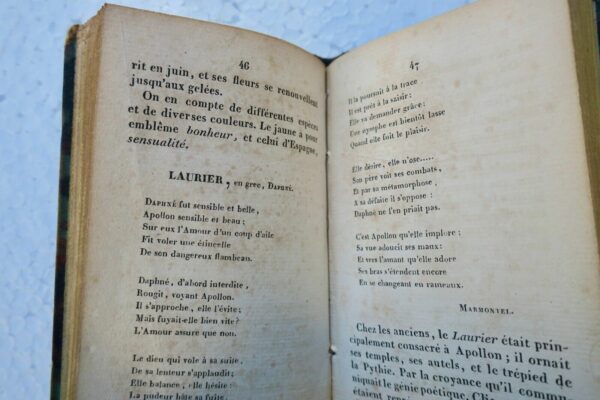 46
rit en juin, et ses fleurs se renouvellent
jusqu'aux gelées.
On en compte de différentes espèces
et de diverses couleurs. Le jaune a pour
emblème bonheur, et celui d'Espagne,
sensualité.
LAURIER, en grec, DAPHNÉ.
DAPHNÉ fut sensible et belle,
Apollon sensible et beau;
Sur eux l'Amour d'un coup d'aile
Fit voler une étincelle
De son dangereux flambeau.
Daphné, d'abord interdite,
Rougit, voyant Apollon.
Il s'approche, elle l'évite;
Mais fuyait-elle bien vîte?
L'Amour assure que non.
Le dieu qui vole à sa suite,
De sa lenteur s'applaudit;
Elle balance, elle hésite:
La pudeur hâte sa fuite,
47
Il la poursuit à la trace
Il est prêt à la saisir:
Elle va demander grâce:
Une nymphe est bientôt lasse
Quand elle fuit le plaisir.
Elle désire, elle n'ose.....
Son père voit ses combats,
Et par sa métamorphose,
A sa défaite il s'oppose:
Daphné ne l'en priait pas.
C'est Apollon qu'elle implore;
Sa vue adoucit ses maux:
Et vers l'amant qu'elle adore
Ses bras s'étendent encore
En se changeant en rameaux.
MARMONTEL.
Chez les anciens, le Laurier était prin-
cipalement consacré à Apollon; il ornait
ses temples, ses autels, et le trépied de
la Pythie. Par la croyance qu'il commu-
niquait le génie poétique,
étaient